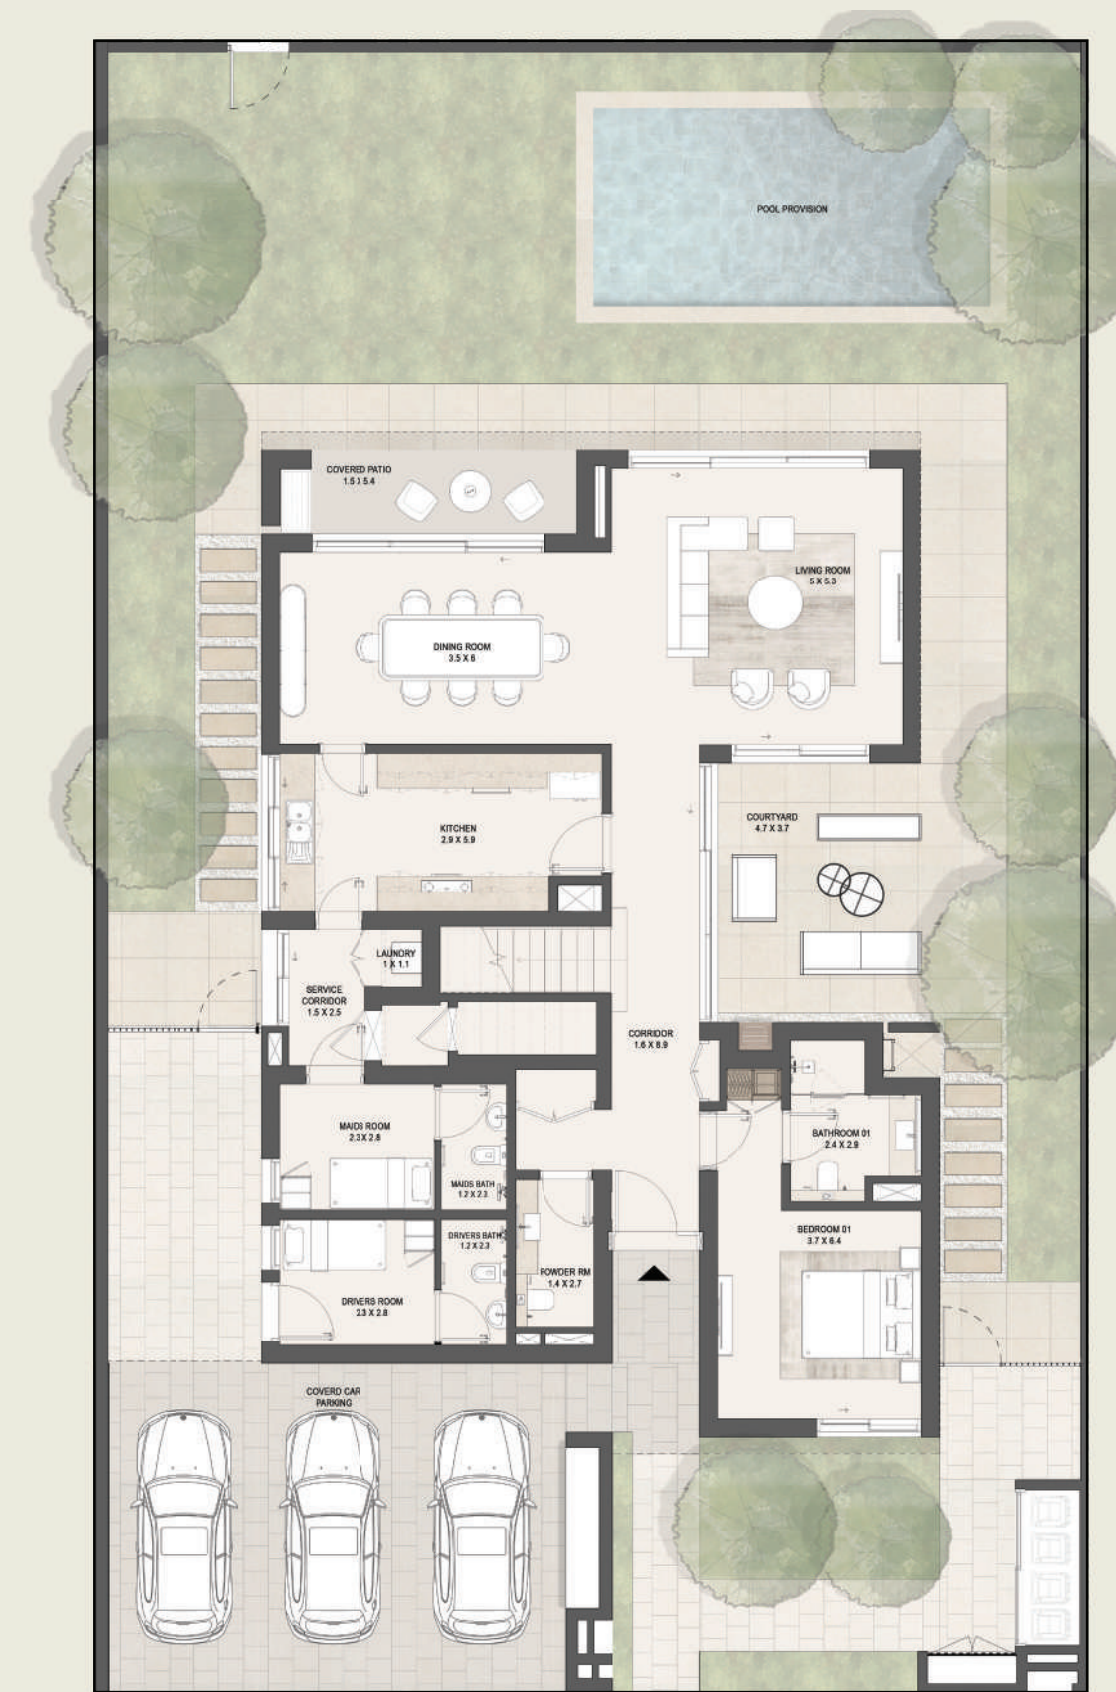 POOL PROVISION
COVERED PATIO
1.5 X 5.4
LIVING ROOM
5 X 5.3
DINING ROOM
3.5 X 6
COURTYARD
4.7 X 3.7
KITCHEN
2.9 X 5.9
LAUNDRY
1 X 1.1
SERVICE
CORRIDOR
1.5 X 2.5
CORRIDOR
1.6 X 8.9
MAIDS ROOM
2.3 X 2.8
BATHROOM 01
2.4 X 2.9
MAIDS BATH
1.2 X 2.3
DRIVERS BATH
1.2 X 2.3
BEDROOM 01
3.7 X 6.4
POWDER RM
1.4 X 2.7
DRIVERS ROOM
2.3 X 2.8
COVERD CAR
PARKING